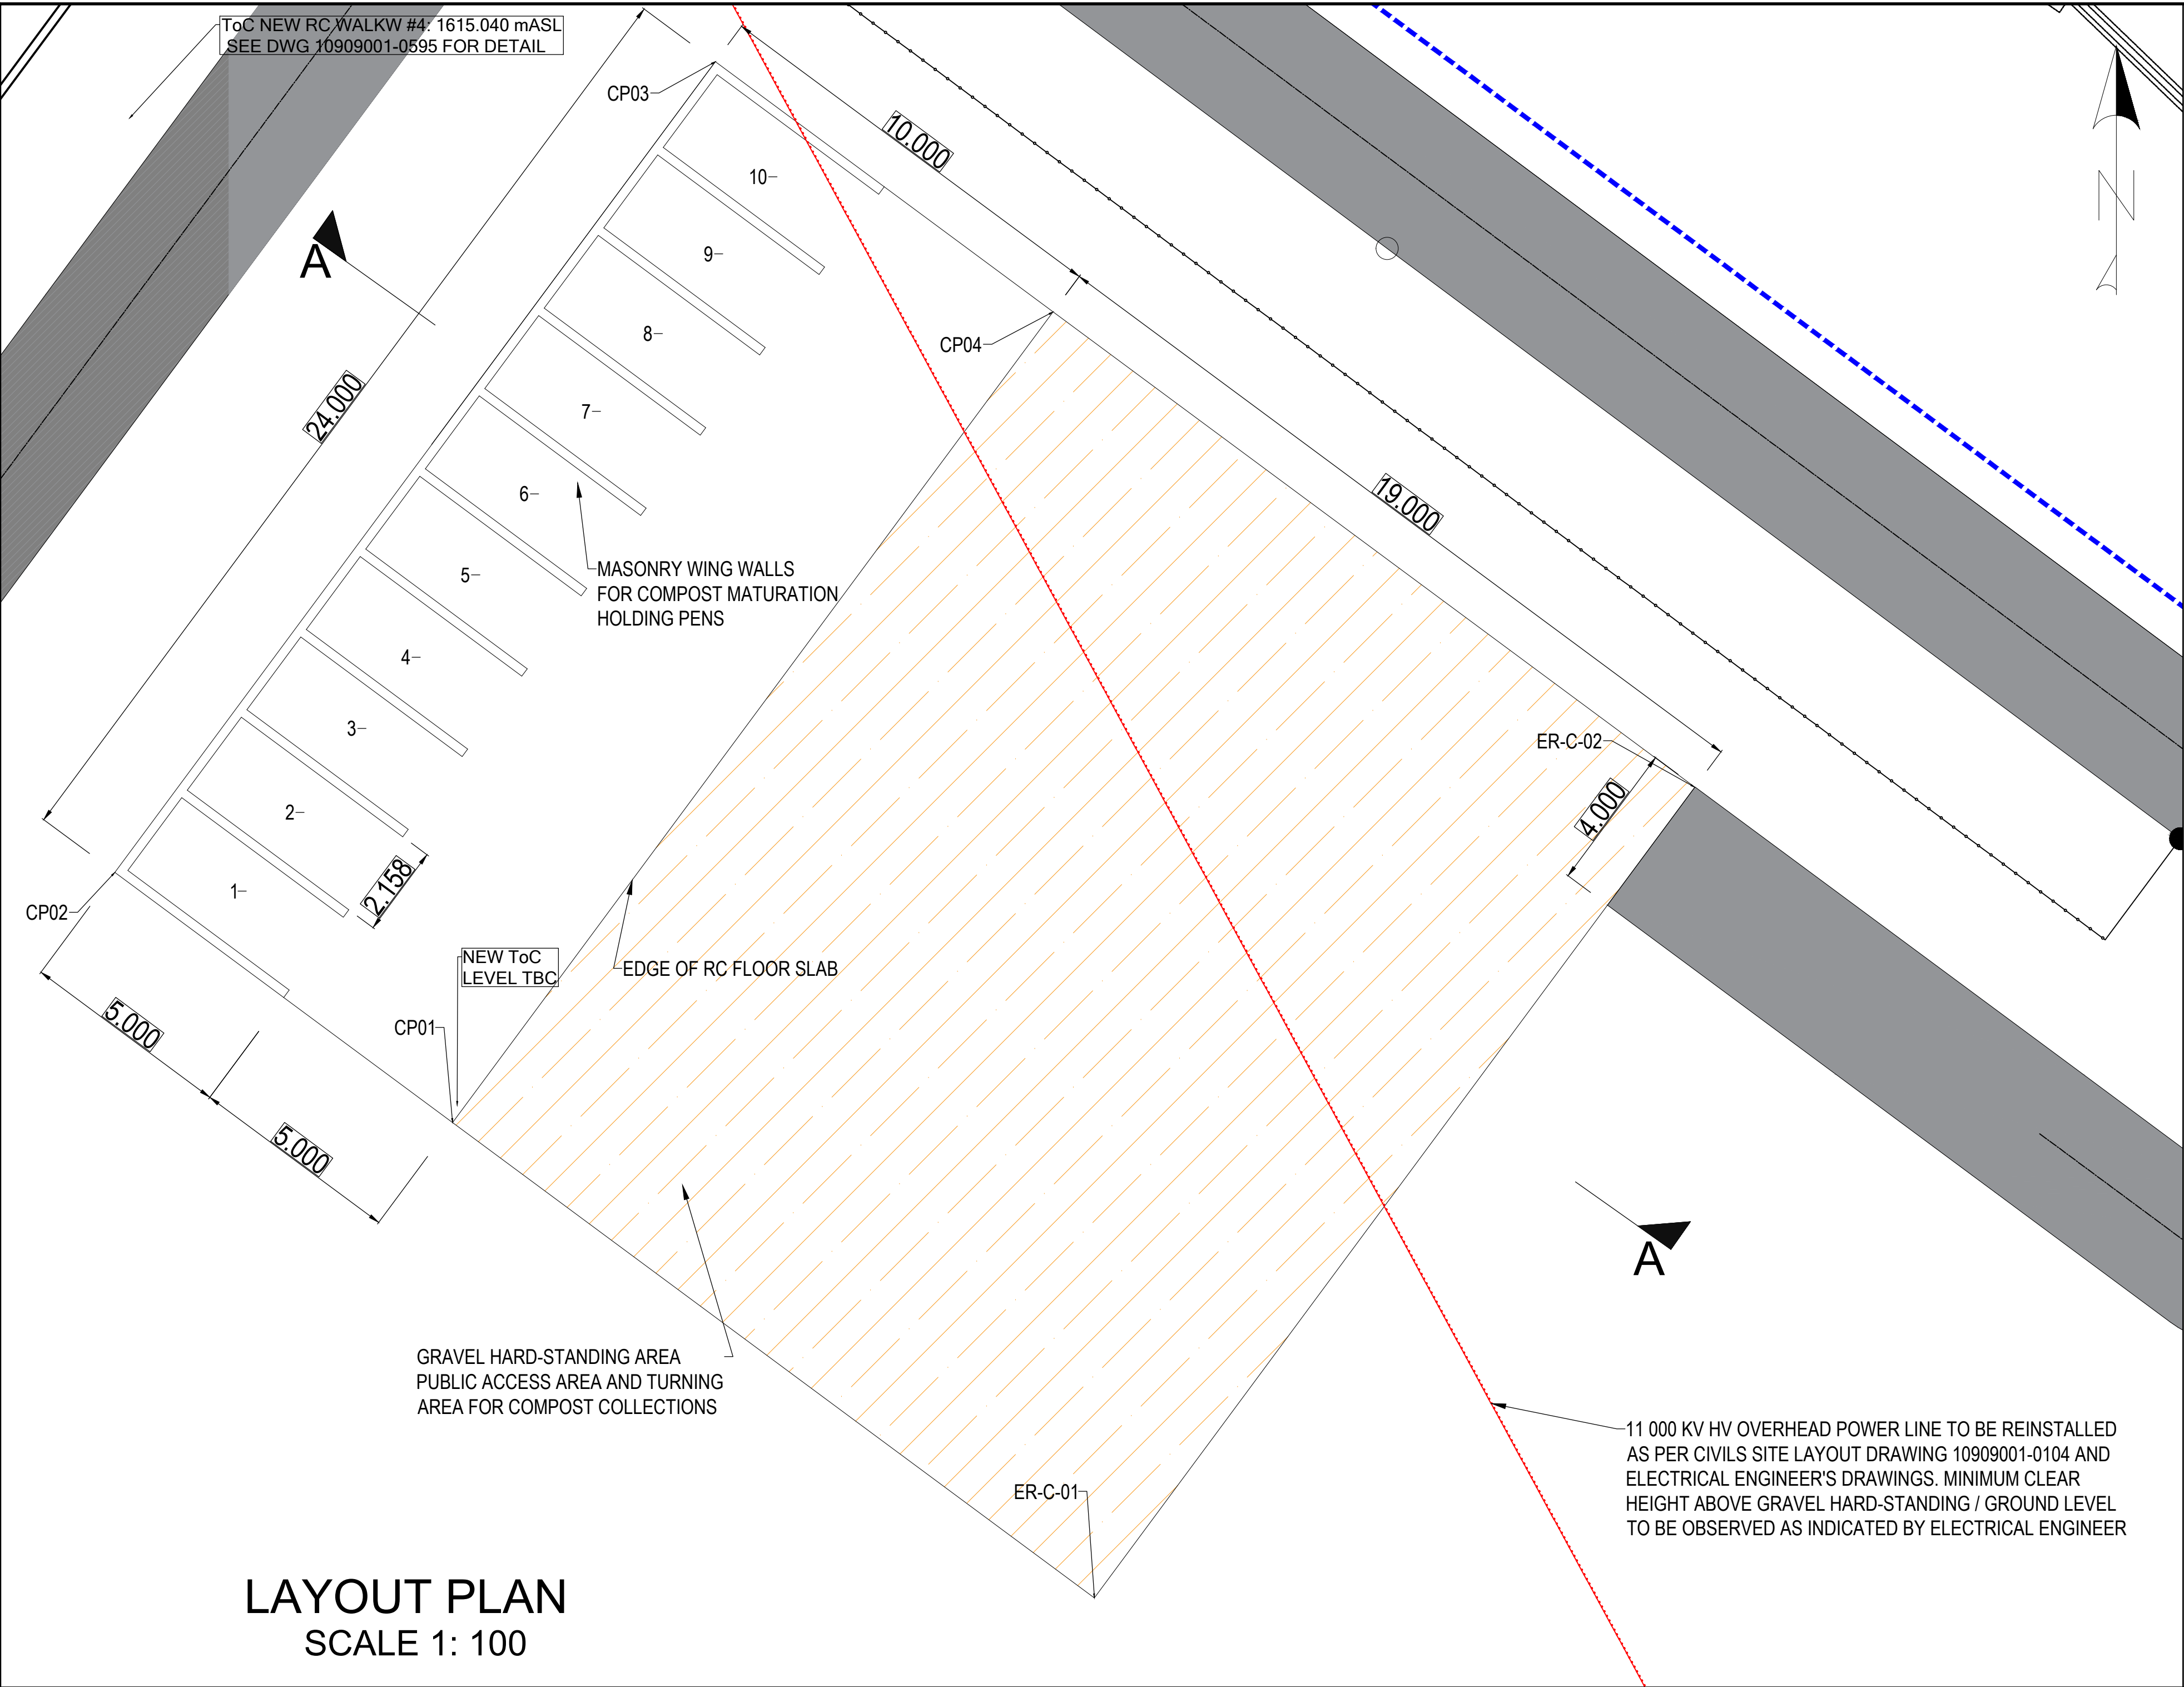 ToC NEW RC WALKW #4: 1615.040 mASL
SEE DWG 10909001-0595 FOR DETAIL
CP03
10.000
10
A
9
N
8
CP04
24.000
7
6
19.000
MASONRY WING WALLS
FOR COMPOST MATURATION
HOLDING PENS
5
4
3
ER-C-02
4.000
2
2.158
1
CP02
NEW ToC
LEVEL TBC
EDGE OF RC FLOOR SLAB
5.000
CP01
5.000
A
GRAVEL HARD-STANDING AREA
PUBLIC ACCESS AREA AND TURNING
AREA FOR COMPOST COLLECTIONS
11 000 KV HV OVERHEAD POWER LINE TO BE REINSTALLED
AS PER CIVILS SITE LAYOUT DRAWING 10909001-0104 AND
ELECTRICAL ENGINEER'S DRAWINGS. MINIMUM CLEAR
HEIGHT ABOVE GRAVEL HARD-STANDING / GROUND LEVEL
TO BE OBSERVED AS INDICATED BY ELECTRICAL ENGINEER
ER-C-01
LAYOUT PLAN
SCALE 1: 100